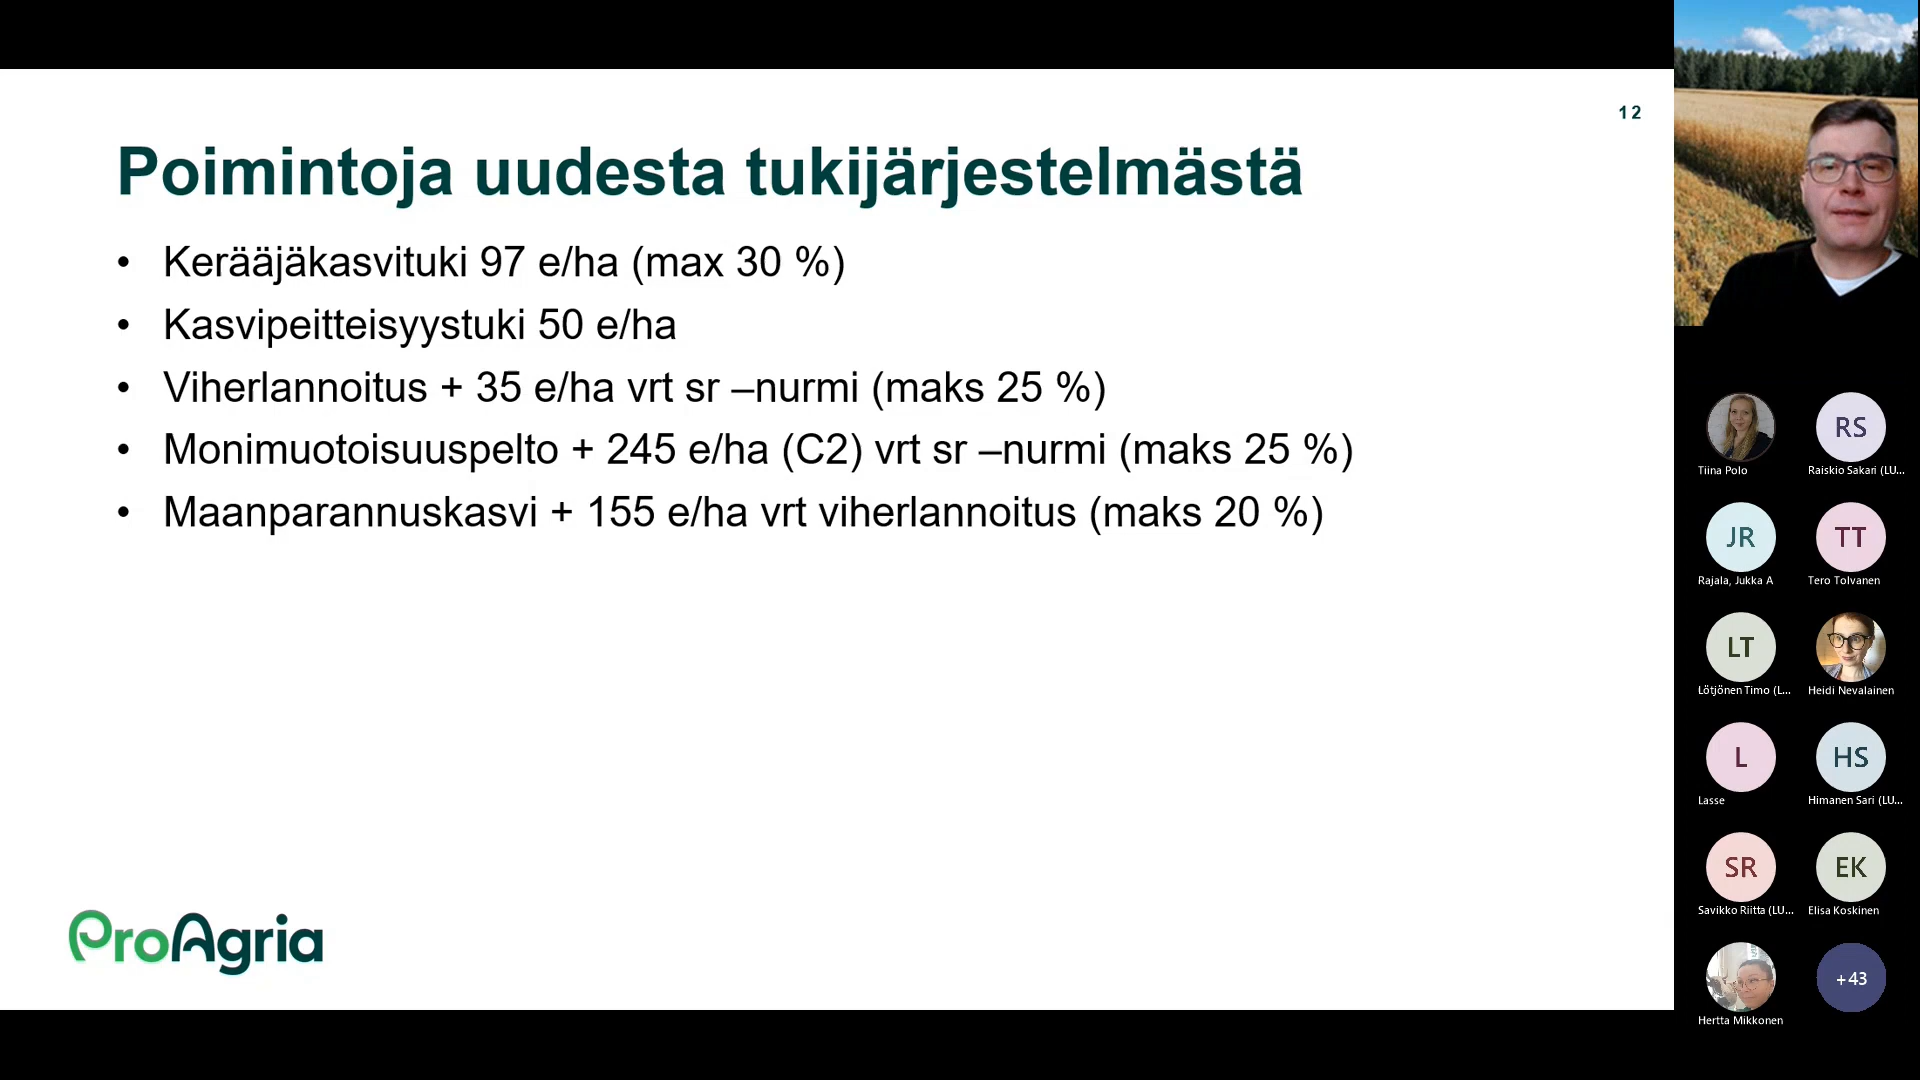 12
Poimintoja uudesta tukijärjestelmästä
• Kerääjäkasvituki 97 e/ha (max 30 %)
• Kasvipeitteisyystuki 50 e/ha
• Viherlannoitus + 35 e/ha vrt sr –nurmi (maks 25 %)
• Monimuotoisuuspelto + 245 e/ha (C2) vrt sr –nurmi (maks 25 %)
• Maanparannuskasvi + 155 e/ha vrt viherlannoitus (maks 20 %)
ProAgria
RS
Tiina Polo
Raiskio Sakari (LU...
JR
TT
Rajala, Jukka A
Tero Tolvanen
LT
Lötjönen Timo (L...
Heidi Nevalainen
L
HS
Lasse
Himanen Sari (LU...
SR
EK
Savikko Riitta (LU...
Elisa Koskinen
+43
Hertta Mikkonen